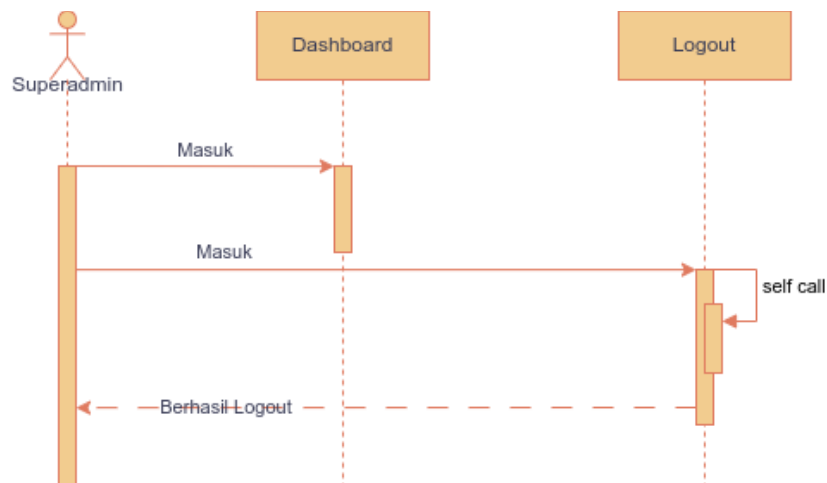 Superadmin
Dashboard
Logout
Masuk
Masuk
self call
Berhasil Logout